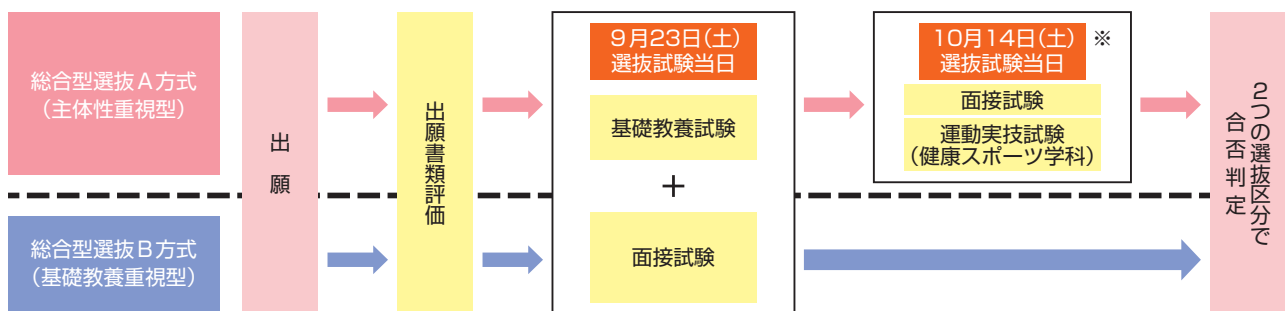 総合型選抜A方式
(主体性重視型)
総合型選抜B方式
(基礎教養重視型)
出願
出願書類評価
9月23日(土)
選抜試験当日
基礎教養試験
+
面接試験
10月14日(土) ※
選抜試験当日
面接試験
運動実技試験
(健康スポーツ学科)
2つの選抜区分で
合否判定